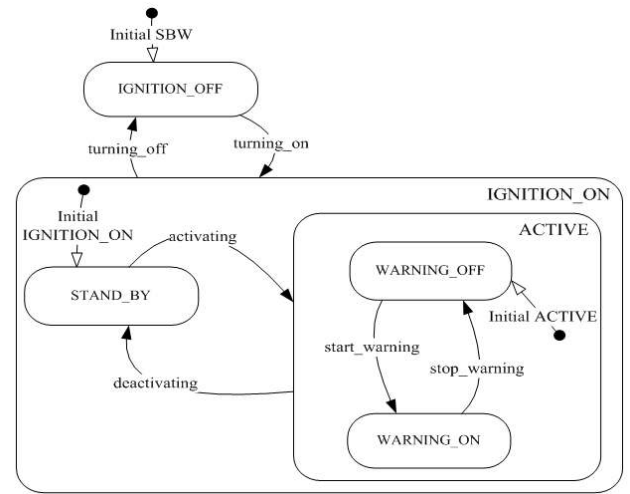 Initial SBW
IGNITION_OFF
turning_off
turning_on
IGNITION_ON
Initial
IGNITION_ON
activating
ACTIVE
WARNING_OFF
STAND_BY
Initial ACTIVE
start_warning
stop_warning
deactivating
WARNING_ON